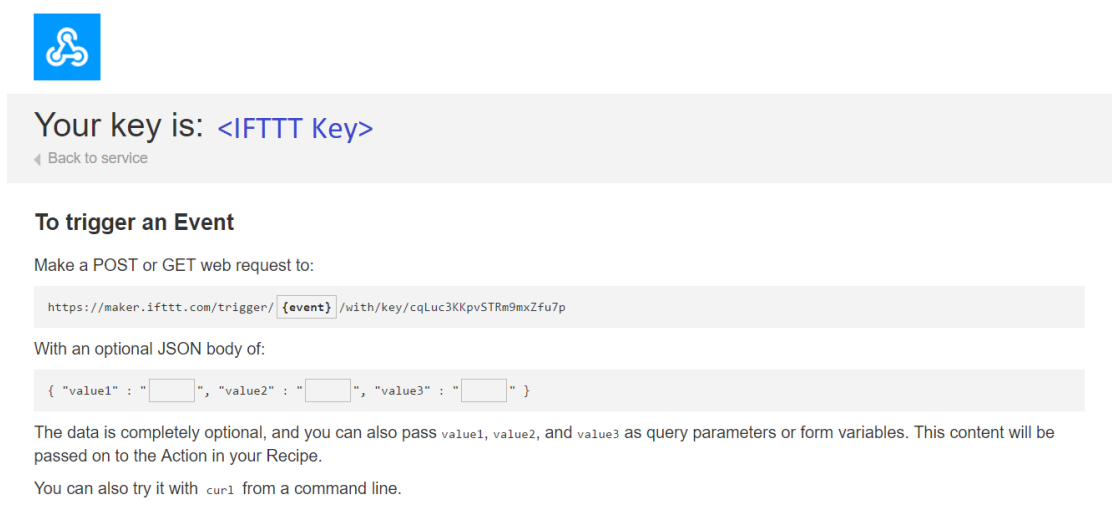 Your key is: <IFTTT Key>
Back to service
To trigger an Event
Make a POST or GET web request to:
https://maker.ifttt.com/trigger/ {event} /with/key/cqLuc3KKpvSTRm9mxZfu7p
With an optional JSON body of:
{ "value1" : " ", "value2" : " ", "value3" : " " }
The data is completely optional, and you can also pass value1, value2, and value3 as query parameters or form variables. This content will be
passed on to the Action in your Recipe.
You can also try it with curl from a command line.